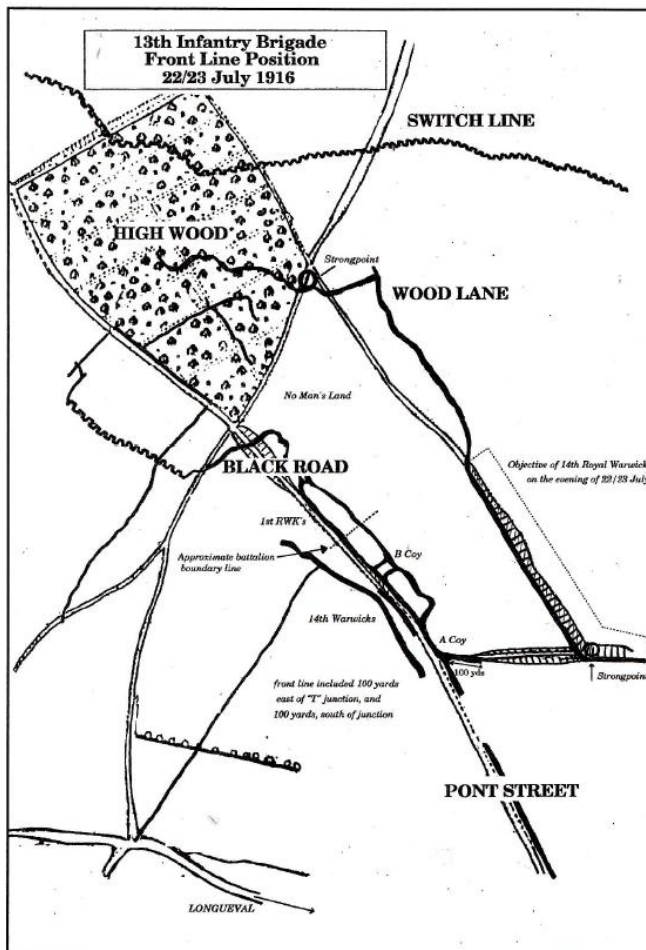 13th Infantry Brigade
Front Line Position
22/23 July 1916
SWITCH LINE
HIGH WOOD
Strongpoint
WOOD LANE
No Man's Land
BLACK ROAD
Objective of 14th Royal Warwick
on the evening of 22/23 July
1st RWK's
Approximate battalion
boundary line
B Coy
14th Warwicks
A Coy
100 yds
Strongpoint
front line included 100 yards
east of "T" junction, and
100 yards, south of junction
PONT STREET
LONGUEVAL